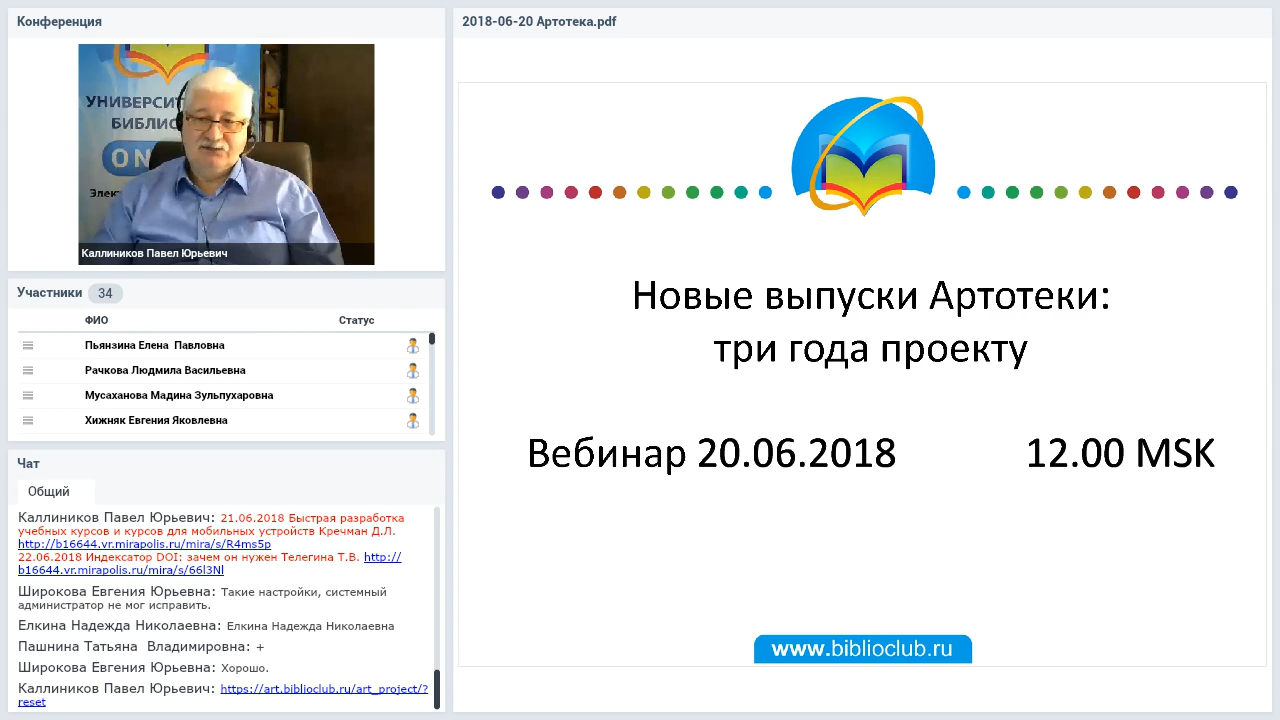 Конференция
УНИВЕРСИТ
БИБЛИО
ON
Элек
Каллиников Павел Юрьевич
Участники 34
ФИО Статус
Пьянзина Елена Павловна
Рачкова Людмила Васильевна
Мусаханова Мадина Зульпухаровна
Хижняк Евгения Яковлевна
Чат
Общий
Каллиников Павел Юрьевич: 21.06.2018 Быстрая разработка
учебных курсов и курсов для мобильных устройств Кречман Д.Л.
http://b16644.vr.mirapolis.ru/mira/s/R4ms5p
22.06.2018 Индексатор DOI: зачем он нужен Телегина Т.В. http://
b16644.vr.mirapolis.ru/mira/s/66l3Nl
Широкова Евгения Юрьевна: Такие настройки, системный
администратор не мог исправить.
Елкина Надежда Николаевна: Елкина Надежда Николаевна
Пашнина Татьяна Владимировна: +
Широкова Евгения Юрьевна: Хорошо.
Каллиников Павел Юрьевич: https://art.biblioclub.ru/art_project/?
reset
2018-06-20 Артотека.pdf
Новые выпуски Артотеки:
три года проекту
Вебинар 20.06.2018 12.00 MSK
www.biblioclub.ru